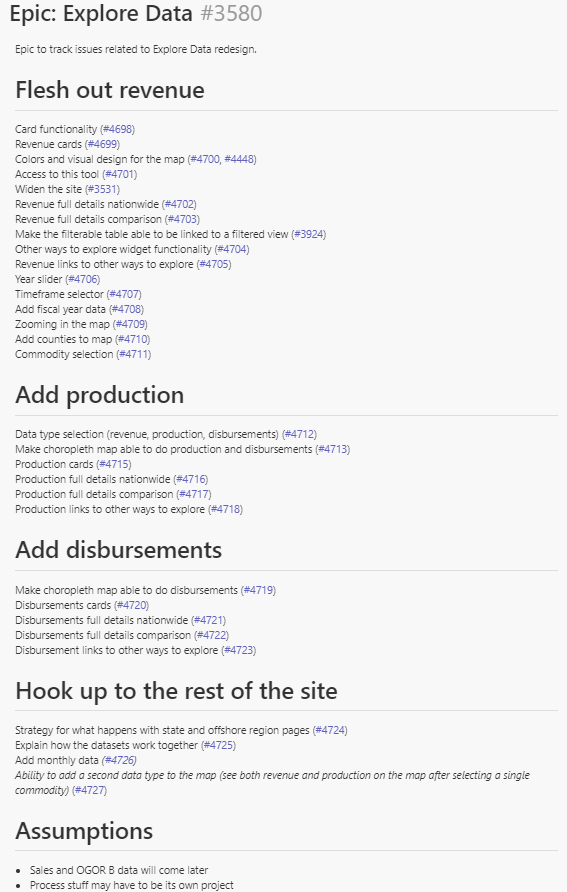 Epic: Explore Data #3580
Epic to track issues related to Explore Data redesign.
Flesh out revenue
Card functionality (#4698)
Revenue cards (#4699)
Colors and visual design for the map (#4700, #4448)
Access to this tool (#4701)
Widen the site (#3531)
Revenue full details nationwide (#4702)
Revenue full details comparison (#4703)
Make the filterable table able to be linked to a filtered view (#3924)
Other ways to explore widget functionality (#4704)
Revenue links to other ways to explore (#4705)
Year slider (#4706)
Timeframe selector (#4707)
Add fiscal year data (#4708)
Zooming in the map (#4709)
Add counties to map (#4710)
Commodity selection (#4711)
Add production
Data type selection (revenue, production, disbursements) (#4712)
Make choropleth map able to do production and disbursements (#4713)
Production cards (#4715)
Production full details nationwide (#4716)
Production full details comparison (#4717)
Production links to other ways to explore (#4718)
Add disbursements
Make choropleth map able to do disbursements (#4719)
Disbursements cards (#4720)
Disbursements full details nationwide (#4721)
Disbursements full details comparison (#4722)
Disbursement links to other ways to explore (#4723)
Hook up to the rest of the site
Strategy for what happens with state and offshore region pages (#4724)
Explain how the datasets work together (#4725)
Add monthly data (#4726)
Ability to add a second data type to the map (see both revenue and production on the map after selecting a single
commodity) (#4727)
Assumptions
• Sales and OGOR B data will come later
• Process stuff may have to be its own project